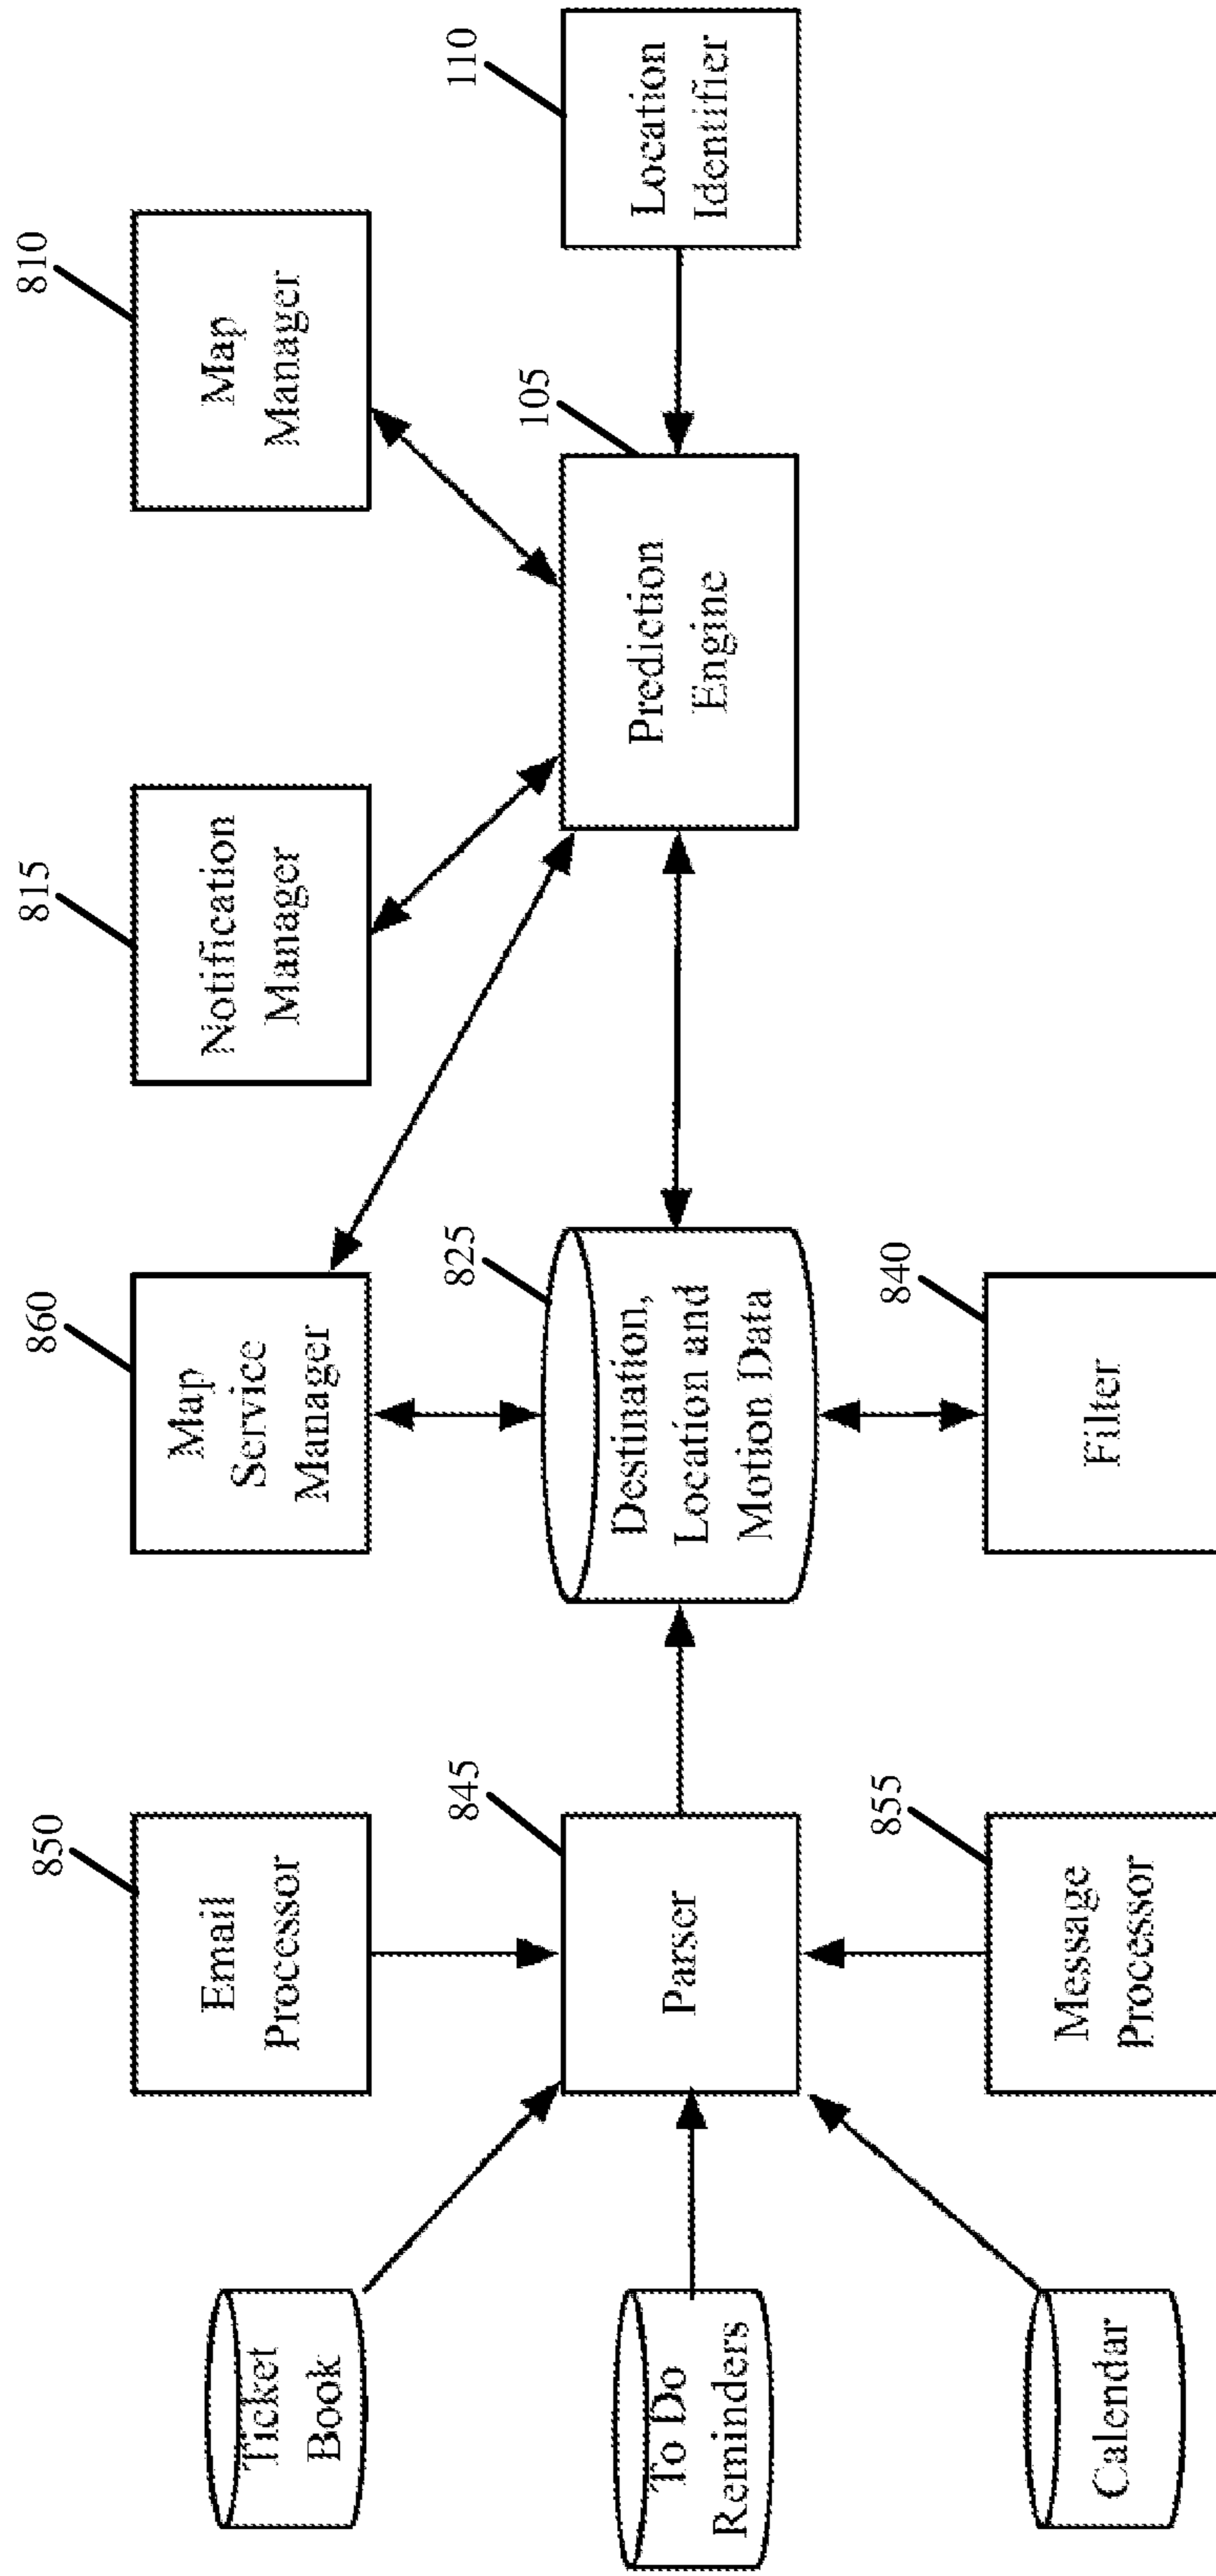 850
Email
Processor
860
Map
Service
Manager
815
Notification
Manager
810
Map
Manager
Ticket
Book
To Do
Reminders
845
Parser
825
Destination,
Location and
Motion Data
105
Prediction
Engine
110
Location
Identifier
Calendar
855
Message
Processor
840
Filter